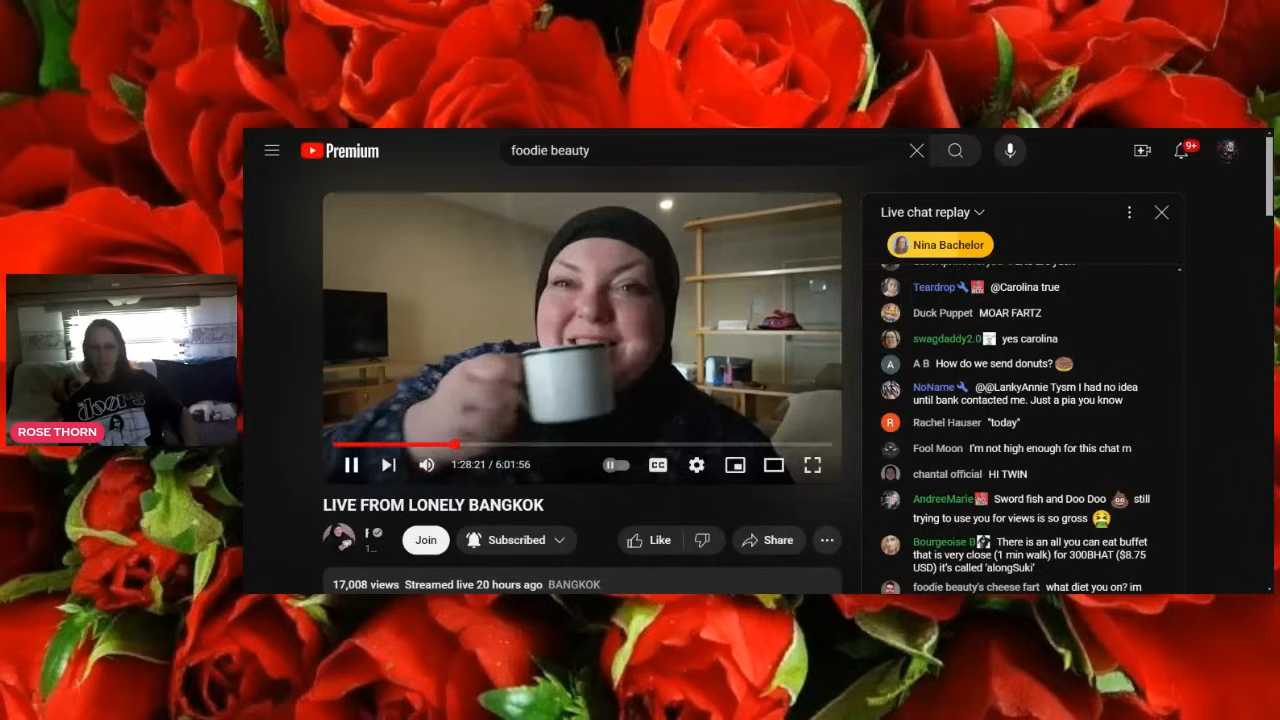 Premium
foodie beauty
9+
Live chat replay
Nina Bachelor
Teardrop @Carolina true
Duck Puppet MOAR FARTZ
swagdaddy2.0 yes carolina
A
A B How do we send donuts?
NoName @@LankyAnnie Tysm I had no idea
until bank contacted me. Just a pia you know
R
Rachel Hauser "today"
Fool Moon I'm not high enough for this chat rn
chantal official HI TWIN
AndreeMarie Sword fish and Doo Doo still
trying to use you for views is so gross
Bourgeoise B There is an all you can eat buffet
that is very close (1 min walk) for 300BHAT ($8.75
USD) it's called 'alongSuki'
foodie beauty's cheese fart what diet you on? im
the doors
ROSE THORN
1:28:21 / 6:01:56
CC
LIVE FROM LONELY BANGKOK
F
1...
Join
Subscribed
Like
Share
17,008 views Streamed live 20 hours ago BANGKOK